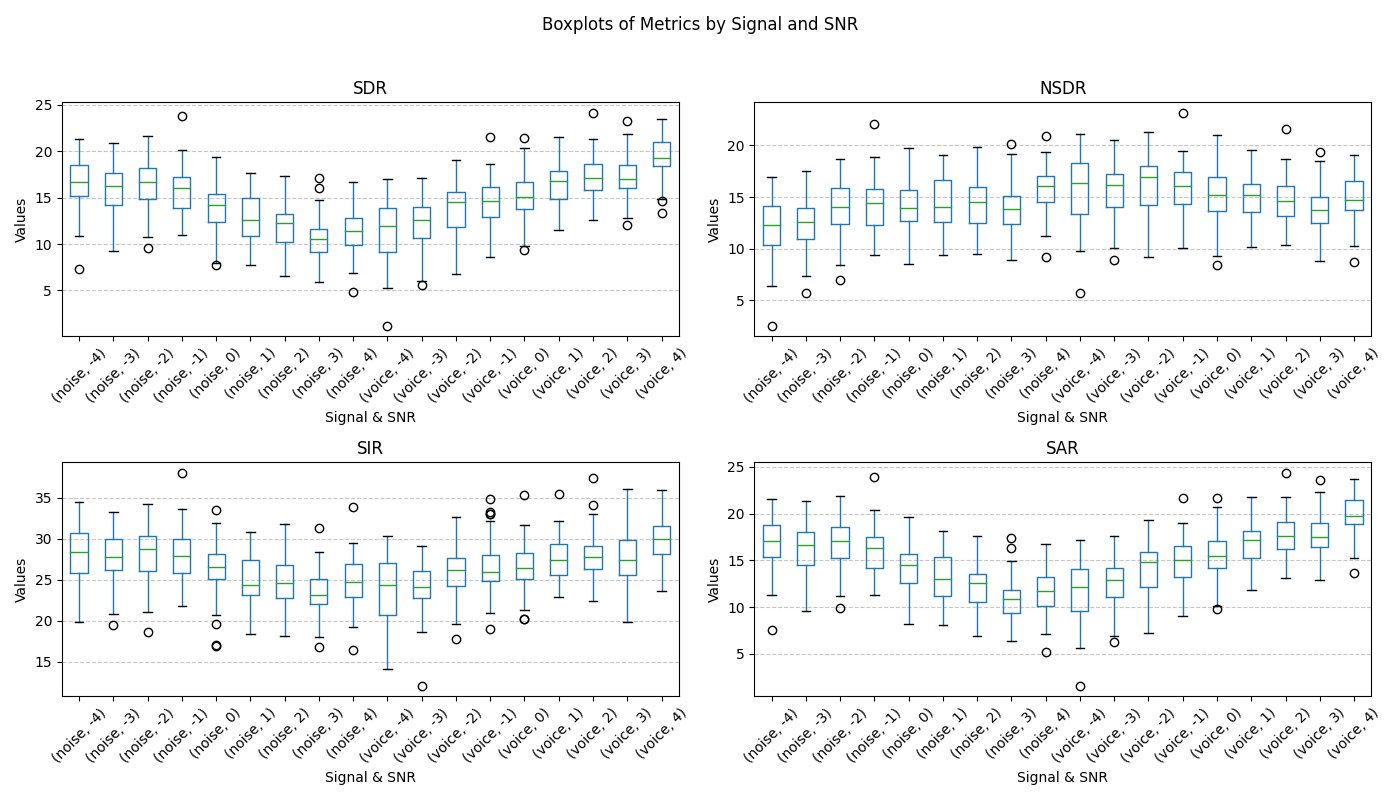 Boxplots of Metrics by Signal and SNR
SDR
Values
25
20
15
10
5
(noise, -4) (noise, -3) (noise, -2) (noise, -1) (noise, 0) (noise, 1) (noise, 2) (noise, 3) (noise, 4) (voice, -4) (voice, -3) (voice, -2) (voice, -1) (voice, 0) (voice, 1) (voice, 2) (voice, 3) (voice, 4)
Signal & SNR
NSDR
Values
20
15
10
5
(noise, -4) (noise, -3) (noise, -2) (noise, -1) (noise, 0) (noise, 1) (noise, 2) (noise, 3) (noise, 4) (voice, -4) (voice, -3) (voice, -2) (voice, -1) (voice, 0) (voice, 1) (voice, 2) (voice, 3) (voice, 4)
Signal & SNR
SIR
Values
35
30
25
20
15
(noise, -4) (noise, -3) (noise, -2) (noise, -1) (noise, 0) (noise, 1) (noise, 2) (noise, 3) (noise, 4) (voice, -4) (voice, -3) (voice, -2) (voice, -1) (voice, 0) (voice, 1) (voice, 2) (voice, 3) (voice, 4)
Signal & SNR
SAR
Values
25
20
15
10
5
(noise, -4) (noise, -3) (noise, -2) (noise, -1) (noise, 0) (noise, 1) (noise, 2) (noise, 3) (noise, 4) (voice, -4) (voice, -3) (voice, -2) (voice, -1) (voice, 0) (voice, 1) (voice, 2) (voice, 3) (voice, 4)
Signal & SNR